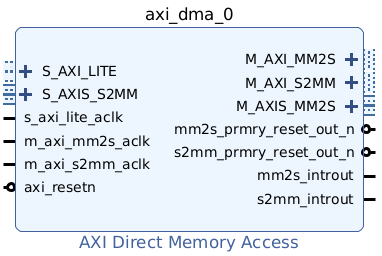 axi_dma_0
S_AXI_LITE
S_AXIS_S2MM
s_axi_lite_aclk
m_axi_mm2s_aclk
m_axi_s2mm_aclk
axi_resetn
M_AXI_MM2S
M_AXI_S2MM
M_AXIS_MM2S
mm2s_prmry_reset_out_n
s2mm_prmry_reset_out_n
mm2s_introut
s2mm_introut
AXI Direct Memory Access